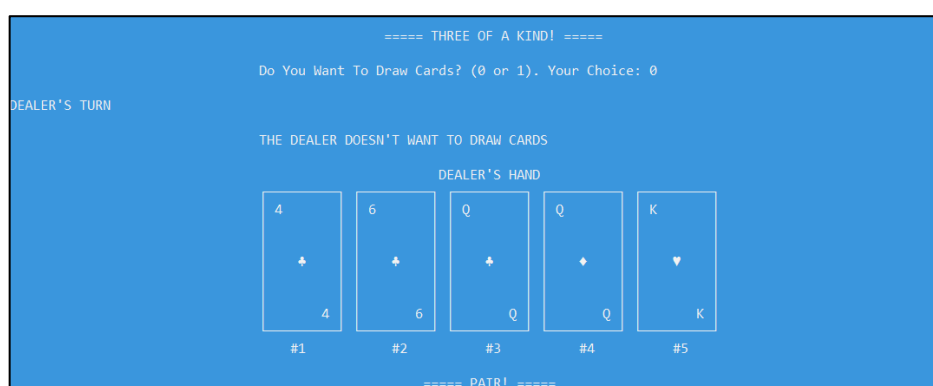 ===== THREE OF A KIND! =====
Do You Want To Draw Cards? (0 or 1). Your Choice: 0
DEALER'S TURN
THE DEALER DOESN'T WANT TO DRAW CARDS
DEALER'S HAND
4 6 Q Q K
♣ ♣ ♣ ♦ ♥
4 6 Q Q K
#1 #2 #3 #4 #5
===== PAIR! =====